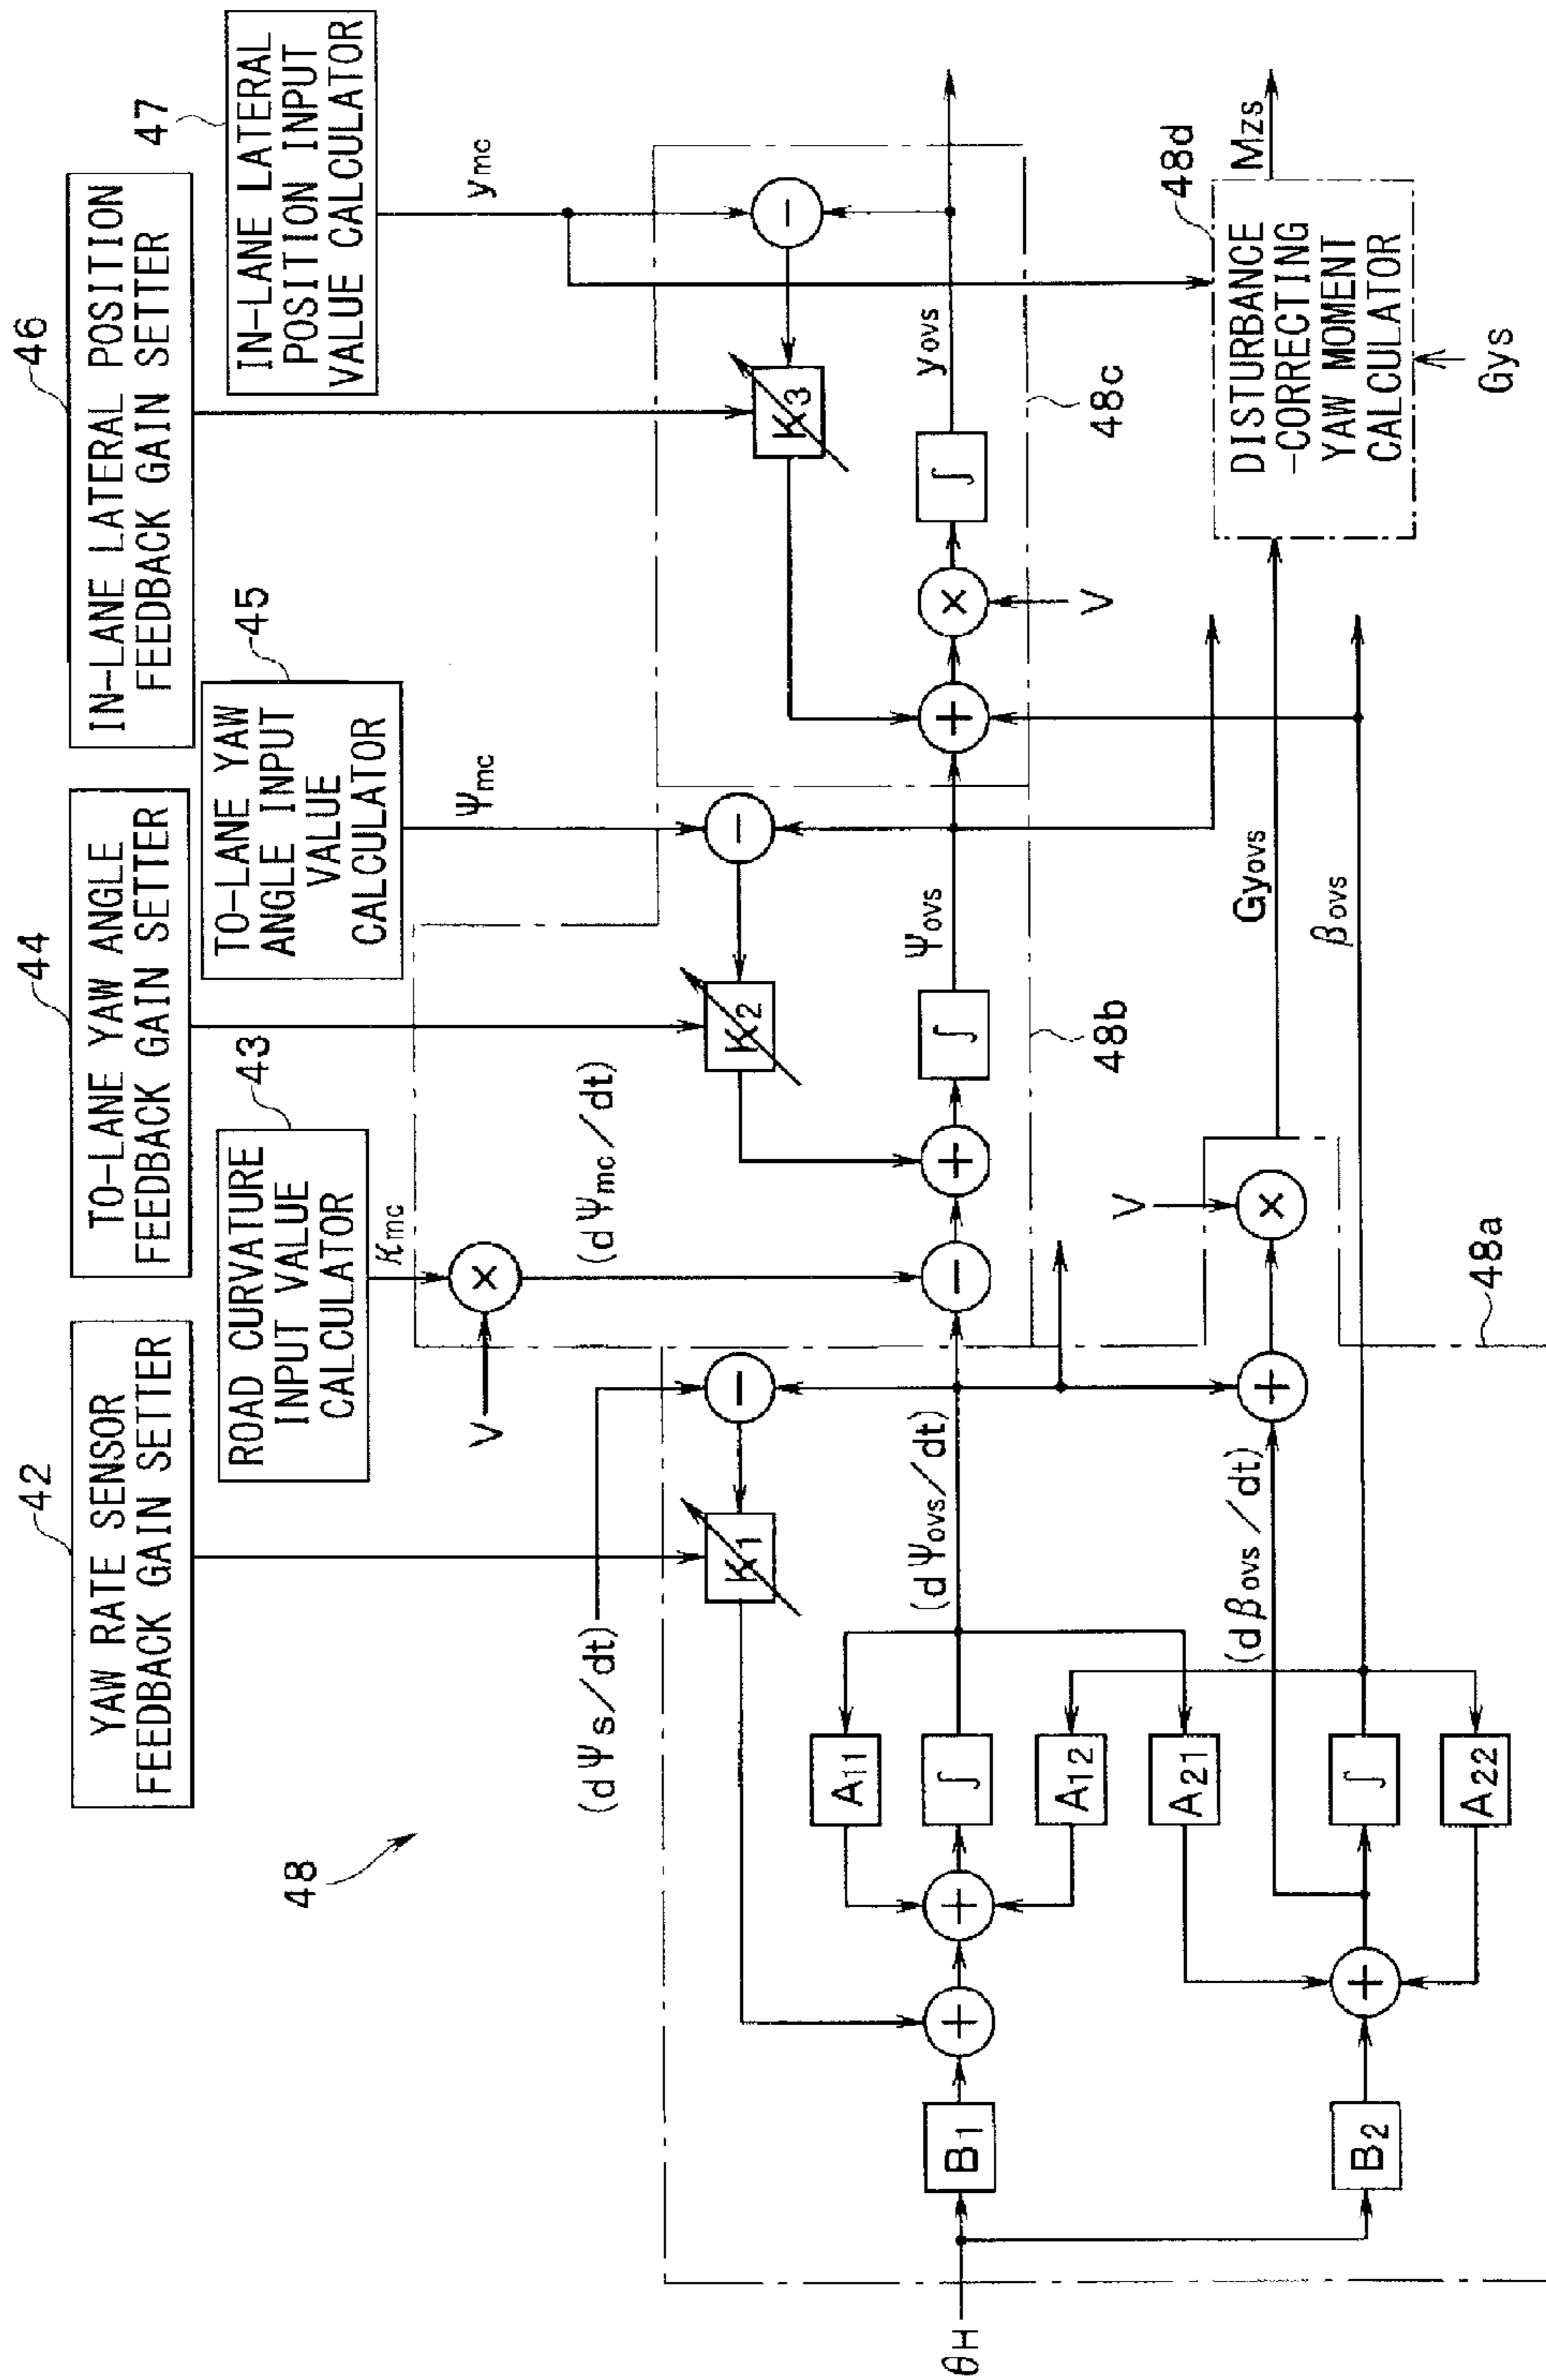 42
YAW RATE SENSOR
FEEDBACK GAIN SETTER
44
TO-LANE YAW ANGLE
FEEDBACK GAIN SETTER
46
IN-LANE LATERAL POSITION
FEEDBACK GAIN SETTER
43
ROAD CURVATURE
INPUT VALUE
CALCULATOR
45
TO-LANE YAW
ANGLE INPUT
VALUE
CALCULATOR
47
IN-LANE LATERAL
POSITION INPUT
VALUE CALCULATOR
48
κmc
ψmc
ymc
V
×
(dψs/dt)
(dψmc/dt)
K1
−
K2
−
K3
−
θH
B1
+
+
A11
∫
A12
(dψovs/dt)
−
+
∫
ψovs
+
×
V
∫
yovs
48b
48c
B2
+
A21
∫
A22
(dβovs/dt)
+
V
×
Gyovs
βovs
48a
48d
DISTURBANCE
-CORRECTING
YAW MOMENT
CALCULATOR
Mzs
Gys